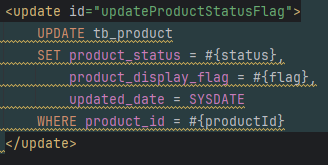 <update id="updateProductStatusFlag">
UPDATE tb_product
SET product_status = #{status},
product_display_flag = #{flag},
updated_date = SYSDATE
WHERE product_id = #{productId}
</update>